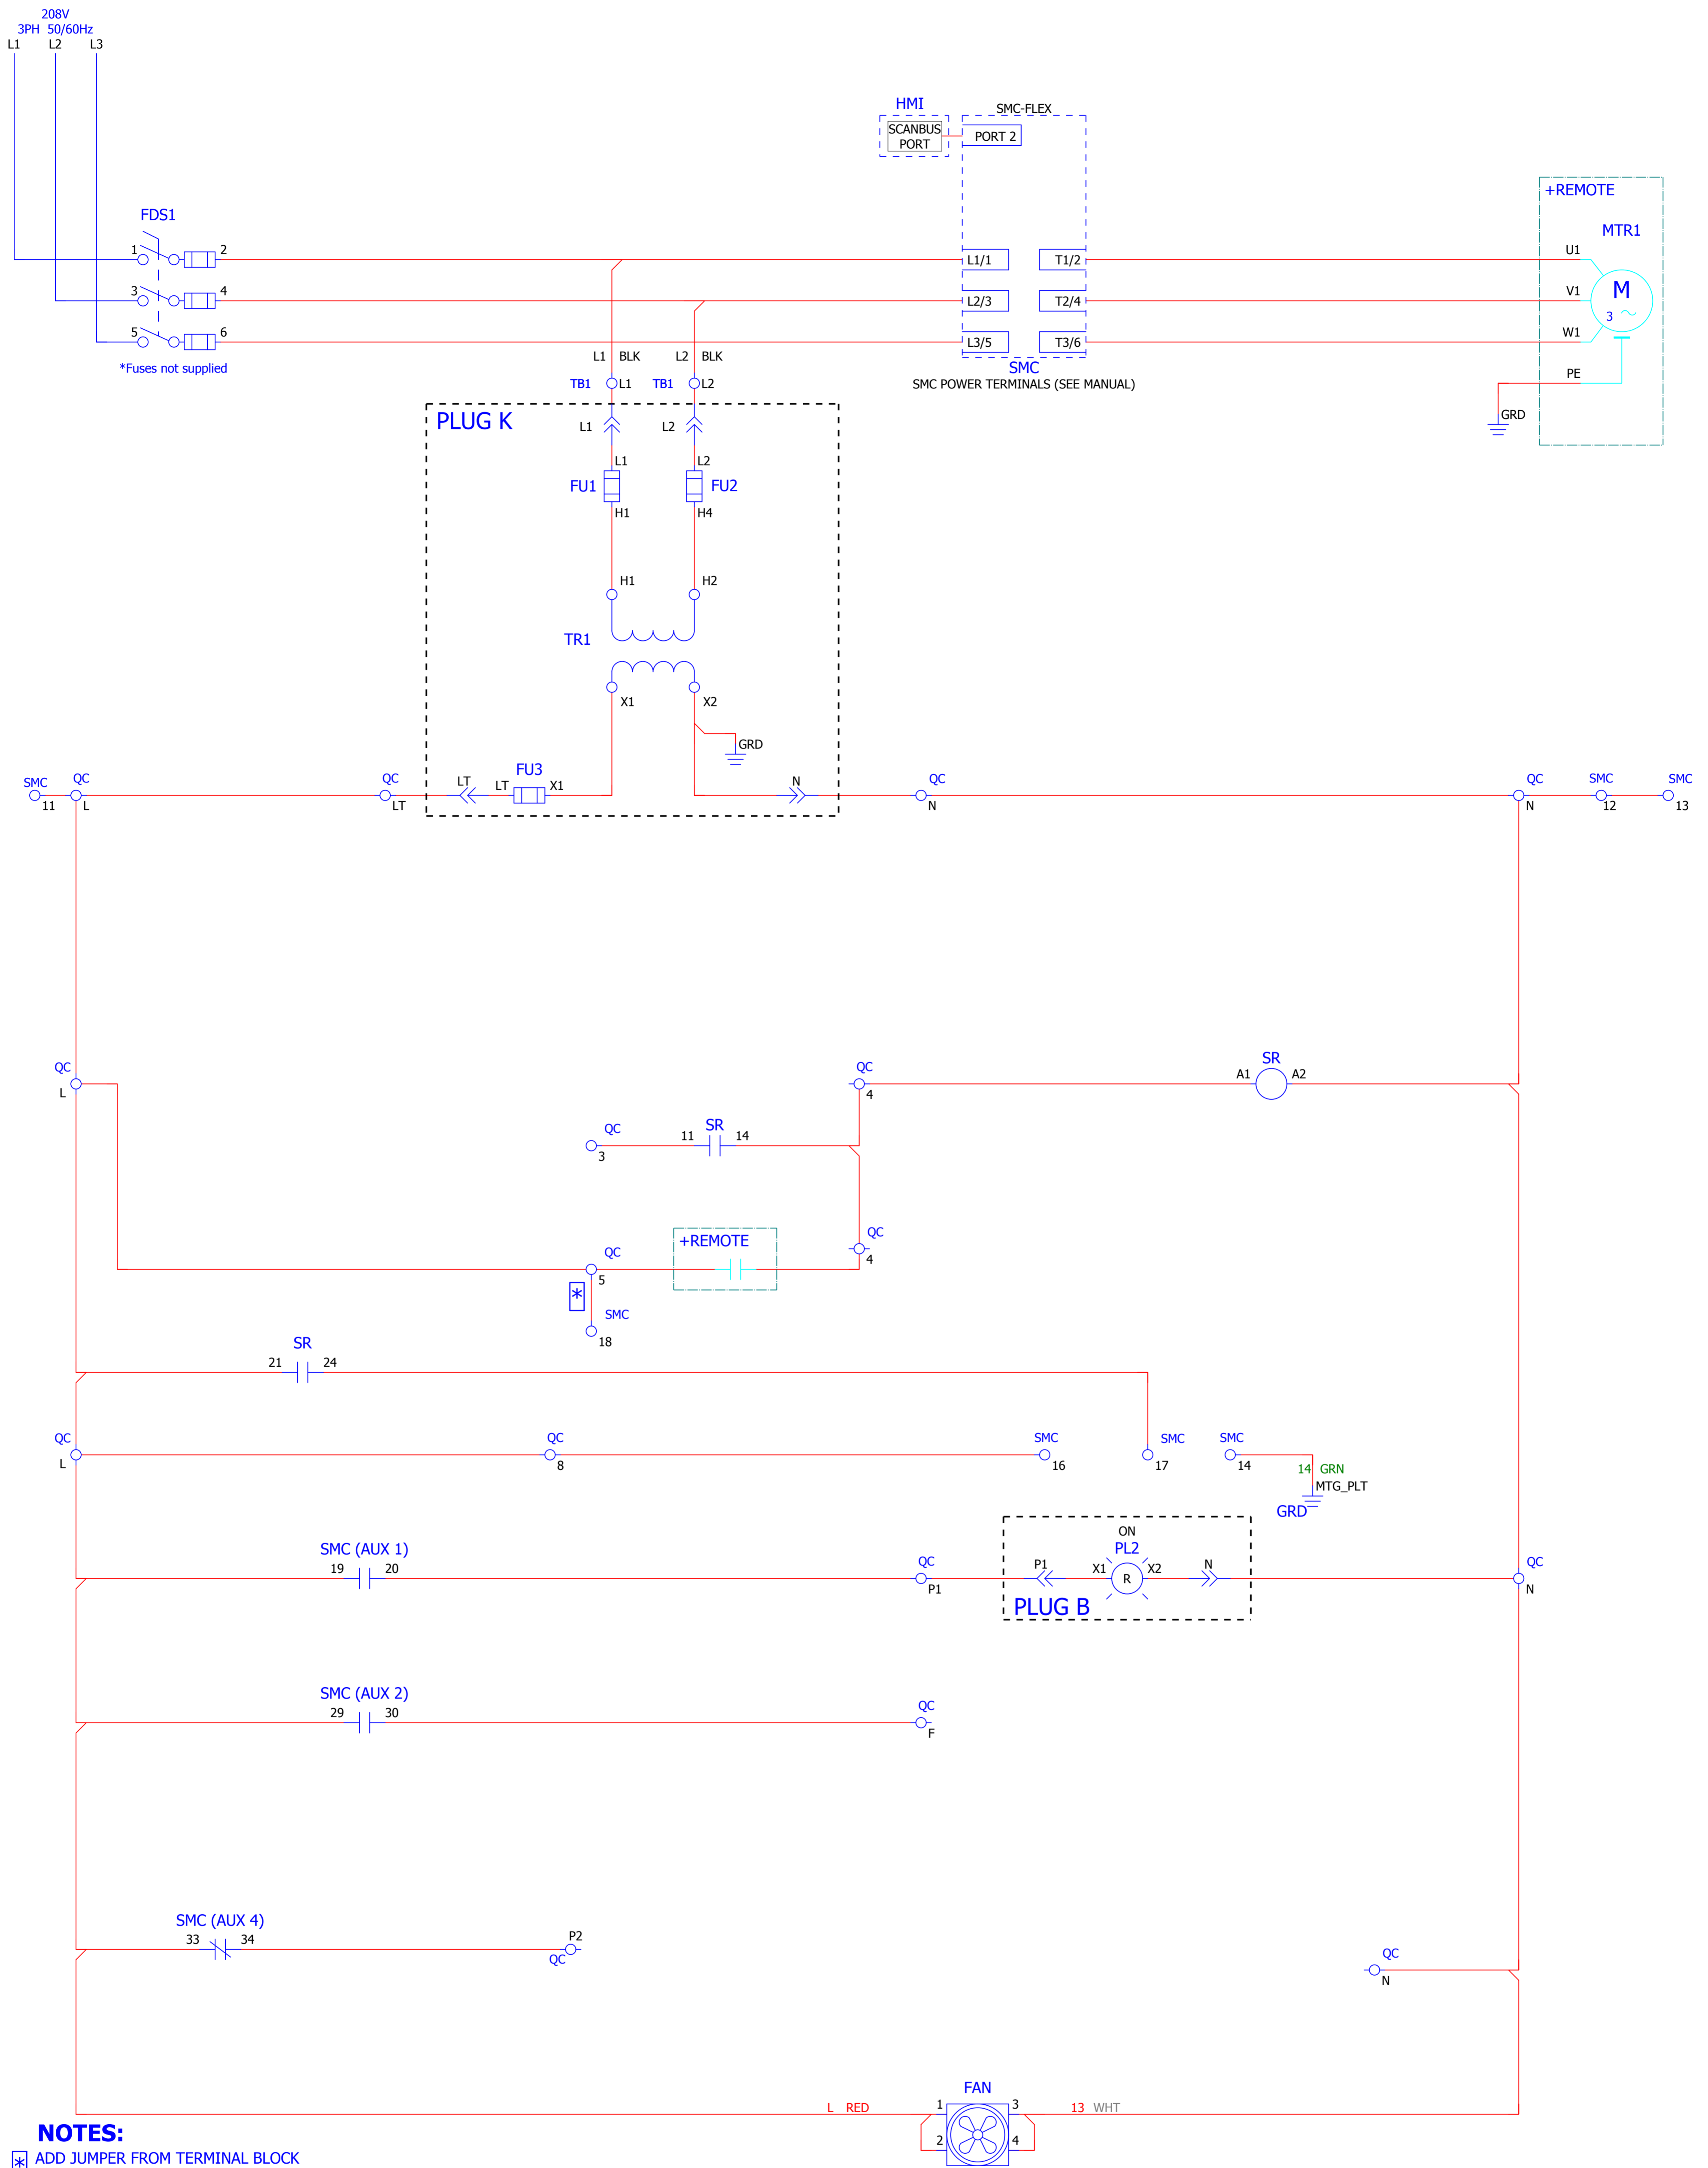 208V
3PH 50/60Hz
L1 L2 L3
HMI
SCANBUS
PORT
SMC-FLEX
PORT 2
+REMOTE
MTR1
FDS1
1 2
3 4
5 6
*Fuses not supplied
L1/1 T1/2
L2/3 T2/4
L3/5 T3/6
SMC
SMC POWER TERMINALS (SEE MANUAL)
U1
V1
W1
PE
M
3
GRD
L1 BLK L2 BLK
TB1 L1 TB1 L2
PLUG K
L1 L2
L1 L2
FU1 FU2
H1 H4
H1 H2
TR1
X1 X2
GRD
SMC
11
QC
L
QC
LT
LT
LT
FU3
X1
N
QC
N
QC
N
SMC
12
SMC
13
QC
L
QC
4
SR
A1 A2
QC
3
SR
11 14
QC
5
+REMOTE
QC
4
*
SMC
18
SR
21 24
QC
L
QC
8
SMC
16
SMC
17
SMC
14
14 GRN
MTG_PLT
GRD
SMC (AUX 1)
19 20
QC
P1
ON
PL2
P1 X1 R X2 N
PLUG B
QC
N
SMC (AUX 2)
29 30
QC
F
SMC (AUX 4)
33 34
P2
QC
QC
N
FAN
L RED 1 3 13 WHT
2 4
NOTES:
* ADD JUMPER FROM TERMINAL BLOCK